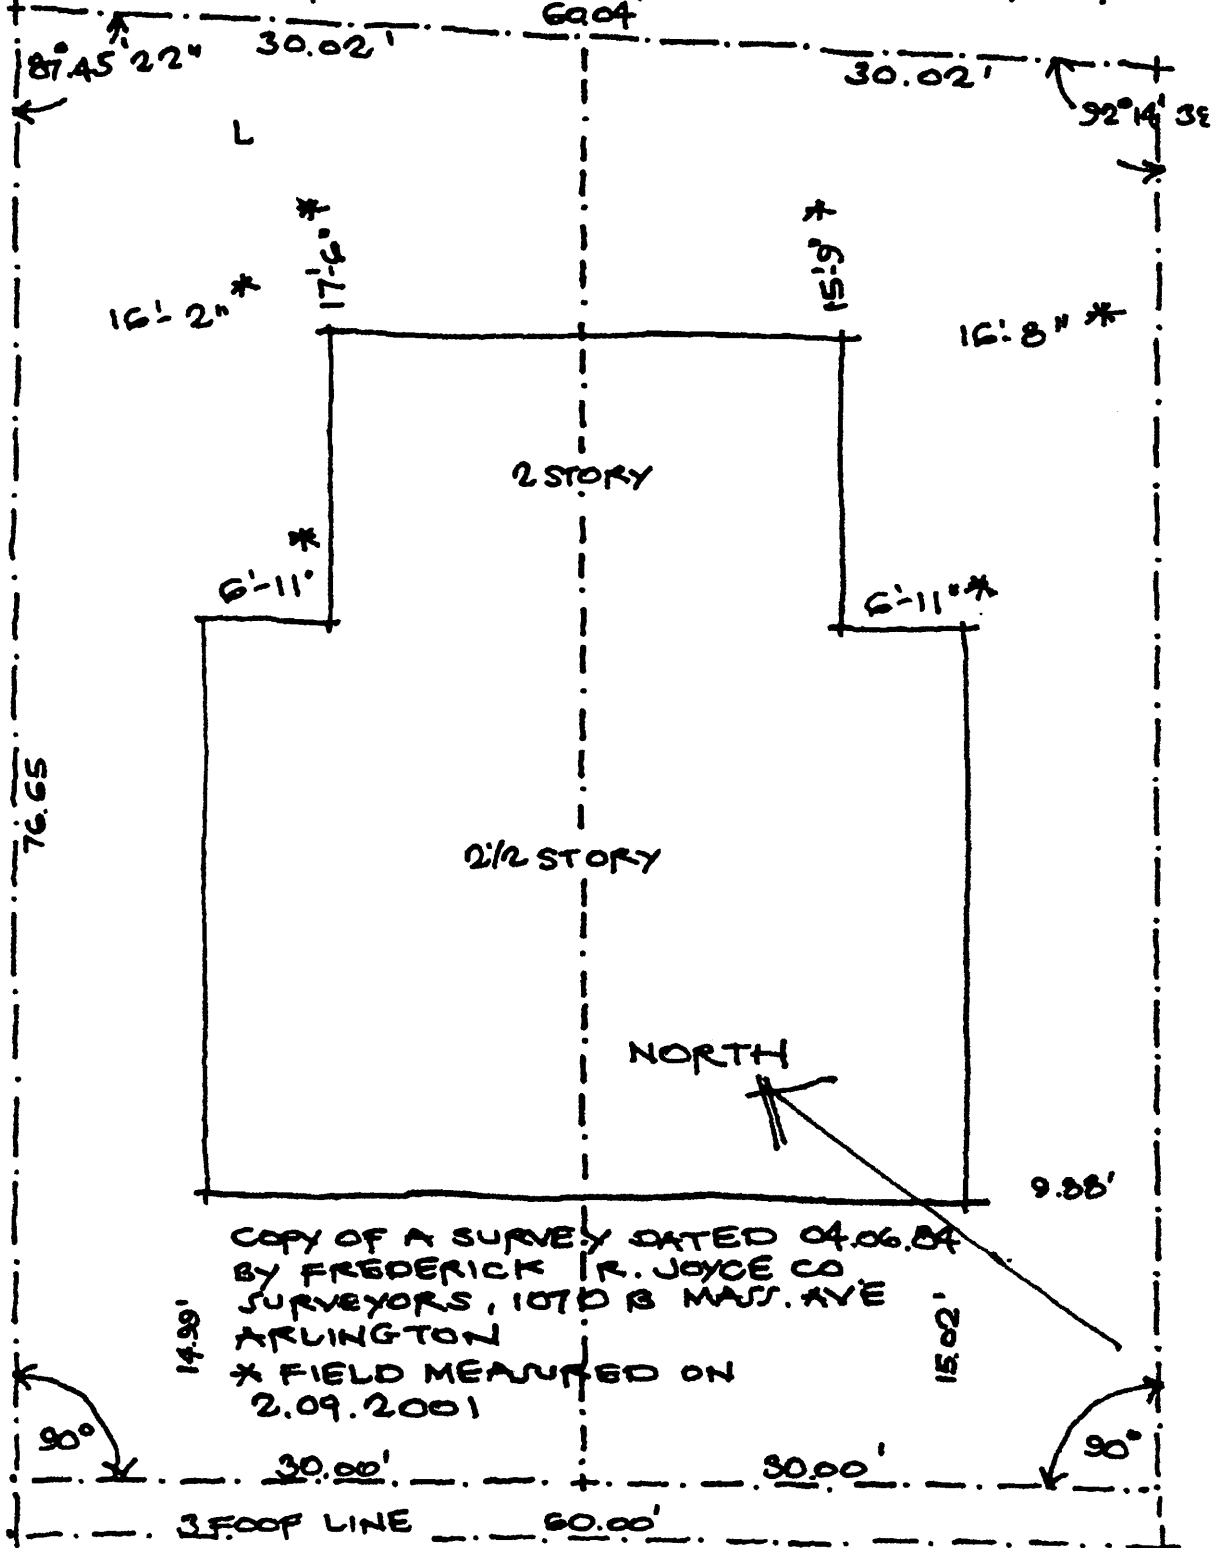 60.04
87°45'22"
30.02'
30.02'
92°14'
L
17'-6" *
15'-9" *
16'-2" *
16'-8" *
2 STORY
*
6'-11"
6'-11" *
76.65
2 1/2 STORY
NORTH
9.88'
COPY OF A SURVEY DATED 04.06.84
BY FREDERICK R. JOYCE CO
SURVEYORS, 1070 B MASS. AVE
ARLINGTON
* FIELD MEASURED ON
2.09.2001
14.99'
15.02'
90°
90°
30.00'
30.00'
3 FOOF LINE
60.00'